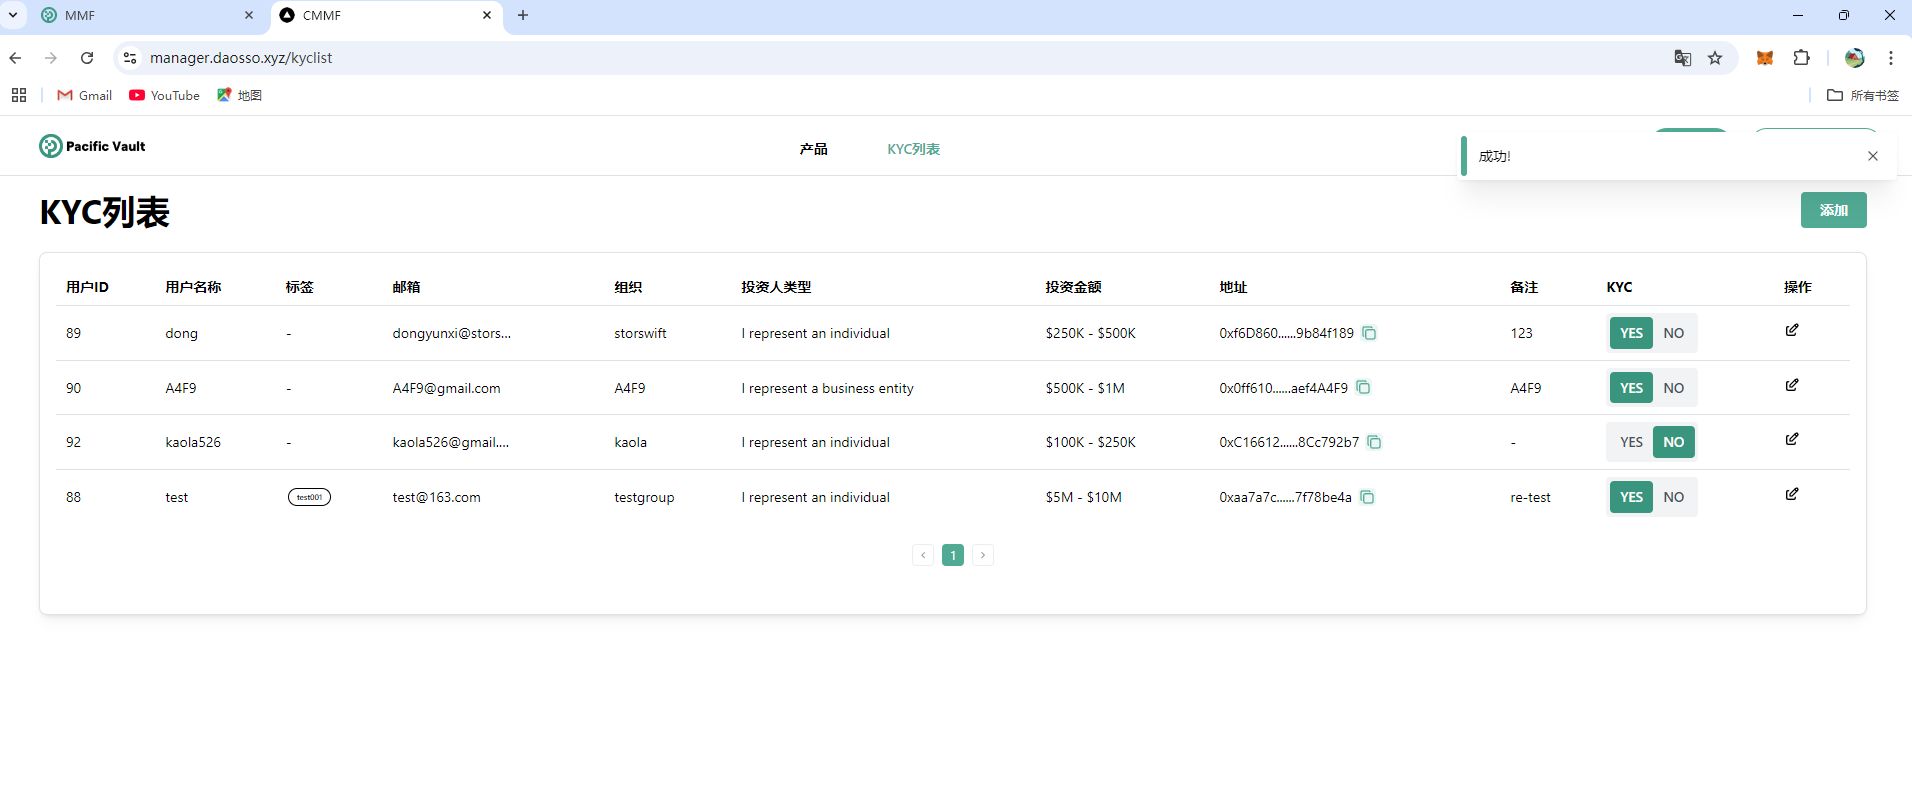 MMF
CMMF
manager.daosso.xyz/kyclist
Gmail
YouTube
地图
所有书签
Pacific Vault
产品
KYC列表
成功!
KYC列表
添加
用户ID 用户名称 标签 邮箱 组织 投资人类型 投资金额 地址 备注 KYC 操作
89 dong - dongyunxi@stors... storswift I represent an individual $250K - $500K 0xf6D860......9b84f189 123 YES NO
90 A4F9 - A4F9@gmail.com A4F9 I represent a business entity $500K - $1M 0x0ff610......aef4A4F9 A4F9 YES NO
92 kaola526 - kaola526@gmail.... kaola I represent an individual $100K - $250K 0xC16612......8Cc792b7 - YES NO
88 test test001 test@163.com testgroup I represent an individual $5M - $10M 0xaa7a7c......7f78be4a re-test YES NO
1